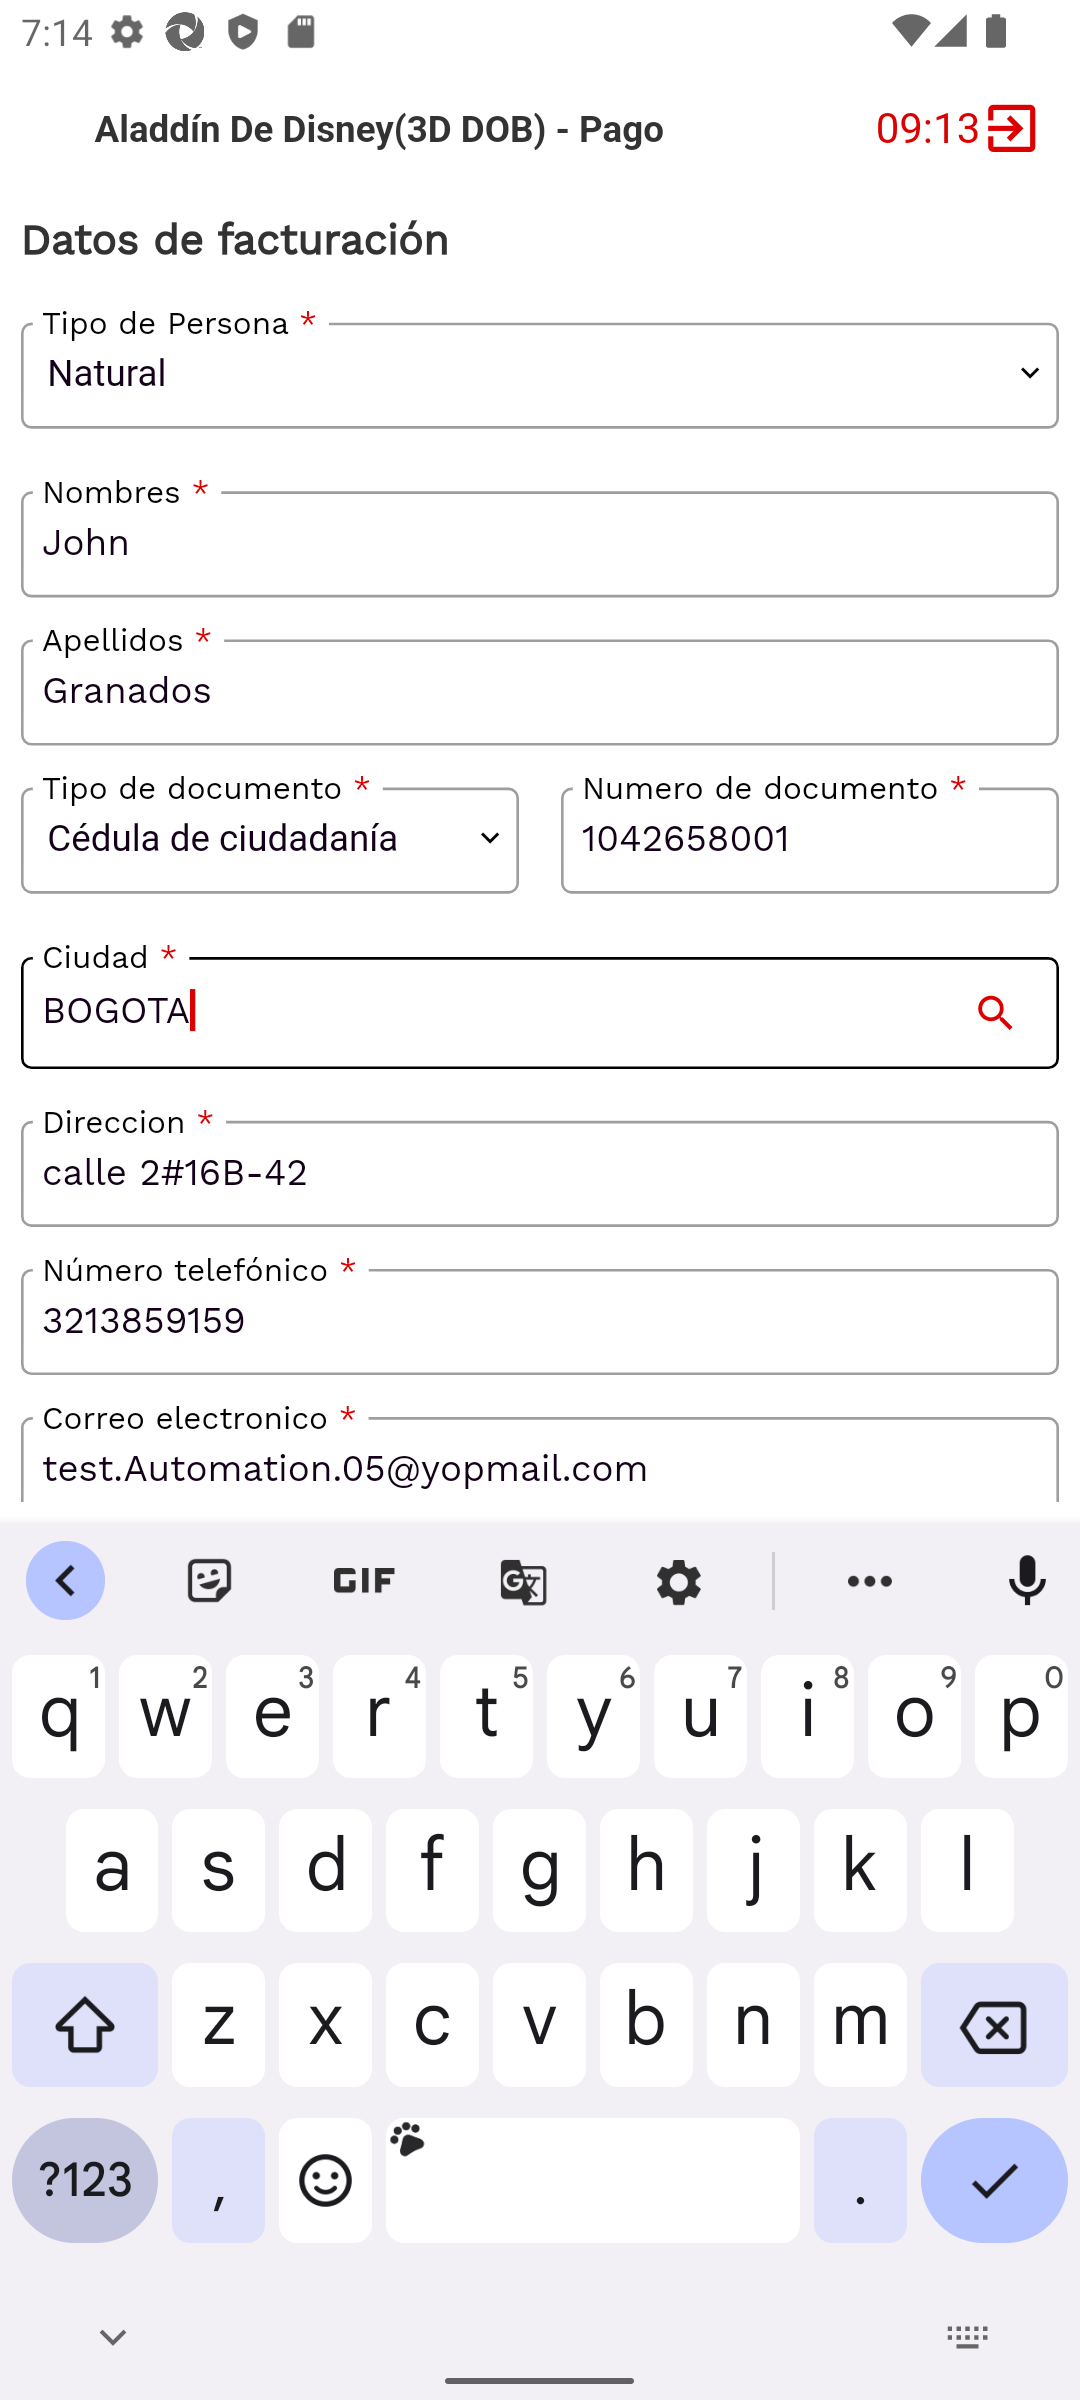 7:14
Aladdín De Disney(3D DOB) - Pago
09:13
Datos de facturación
Tipo de Persona *
Natural
Nombres *
John
Apellidos *
Granados
Tipo de documento *
Cédula de ciudadanía
Numero de documento *
1042658001
Ciudad *
BOGOTA
Direccion *
calle 2#16B-42
Número telefónico *
3213859159
Correo electronico *
test.Automation.05@yopmail.com
GIF
q1 w2 e3 r4 t5 y6 u7 i8 o9 p0
a s d f g h j k l
z x c v b n m
?123 , .